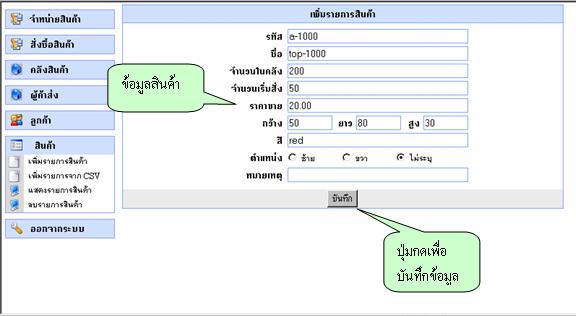 จำหน่ายสินค้า
สั่งซื้อสินค้า
คลังสินค้า
ผู้ค้าส่ง
ลูกค้า
สินค้า
เพิ่มรายการสินค้า
เพิ่มรายการจาก CSV
แสดงรายการสินค้า
ลบรายการสินค้า
ออกจากระบบ
เพิ่มรายการสินค้า
รหัส a-1000
ชื่อ top-1000
จำนวนในคลัง 200
จำนวนเริ่มสั่ง 50
ราคาขาย 20.00
กว้าง 50 ยาว 80 สูง 30
สี red
ตำแหน่ง ซ้าย ขวา ไม่ระบุ
หมายเหตุ
บันทึก
ข้อมูลสินค้า
ปุ่มกดเพื่อ
บันทึกข้อมูล